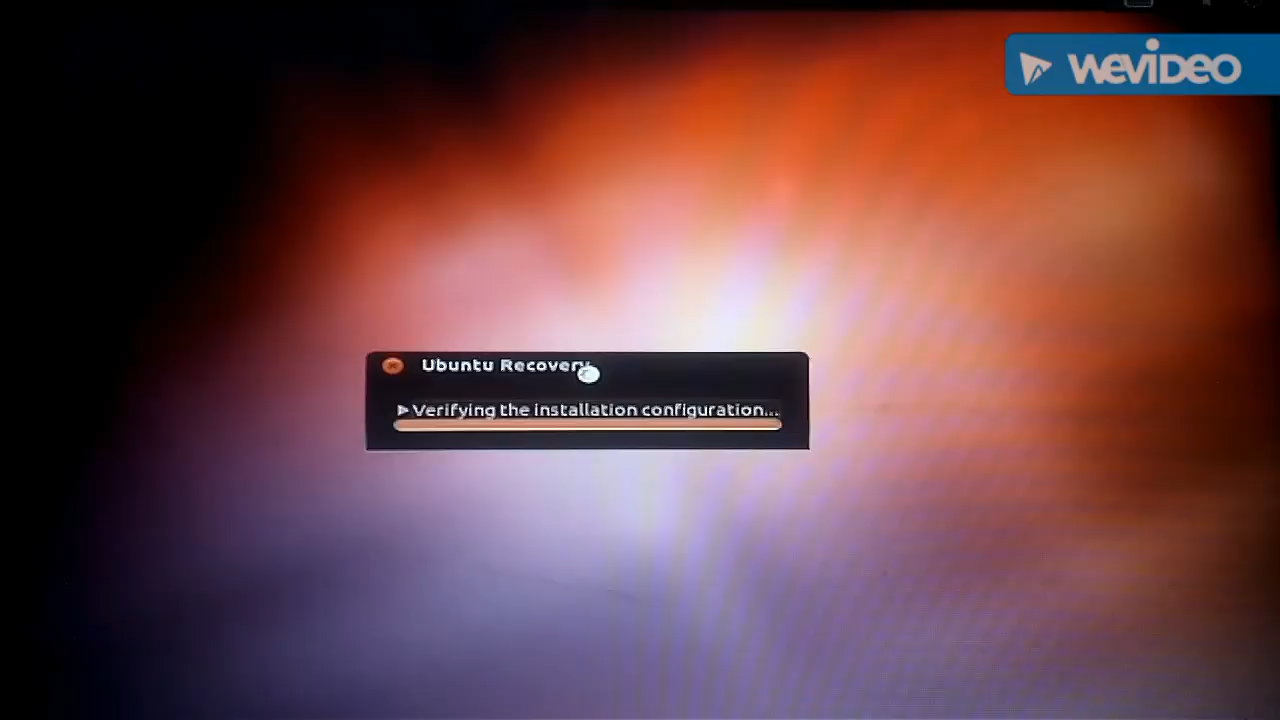 WEVIDEO
Ubuntu Recovery
Verifying the installation configuration...